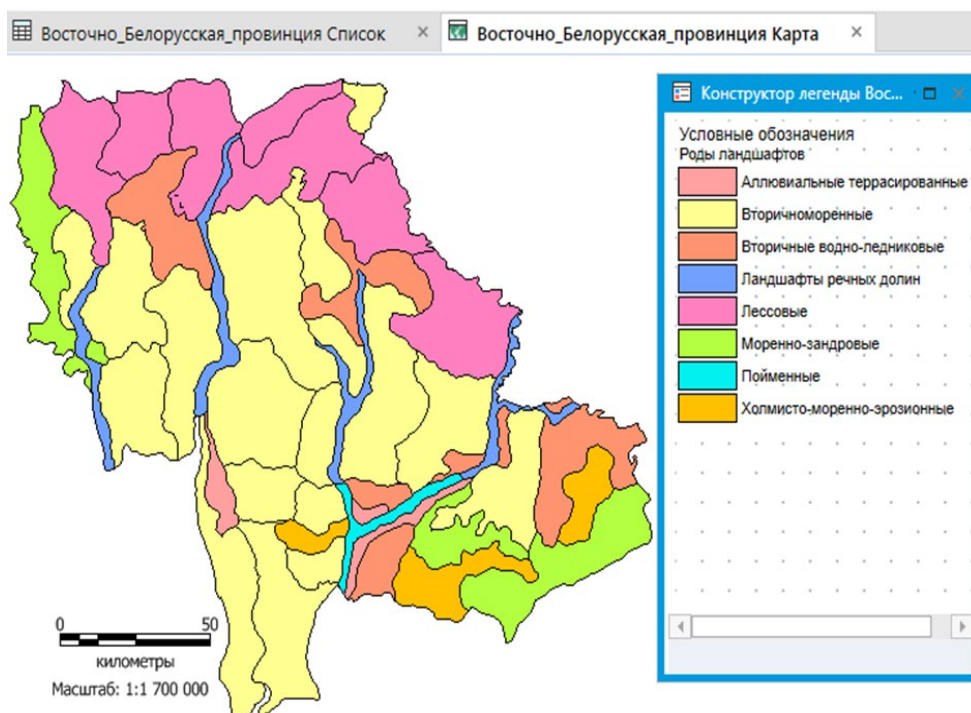 Восточно_Белорусская_провинция Список
Восточно_Белорусская_провинция Карта
Конструктор легенды Вос...
Условные обозначения
Роды ландшафтов
Аллювиальные террасированные
Вторичноморенные
Вторичные водно-ледниковые
Ландшафты речных долин
Лессовые
Моренно-зандровые
Пойменные
Холмисто-моренно-эрозионные
0 50
километры
Масштаб: 1:1 700 000